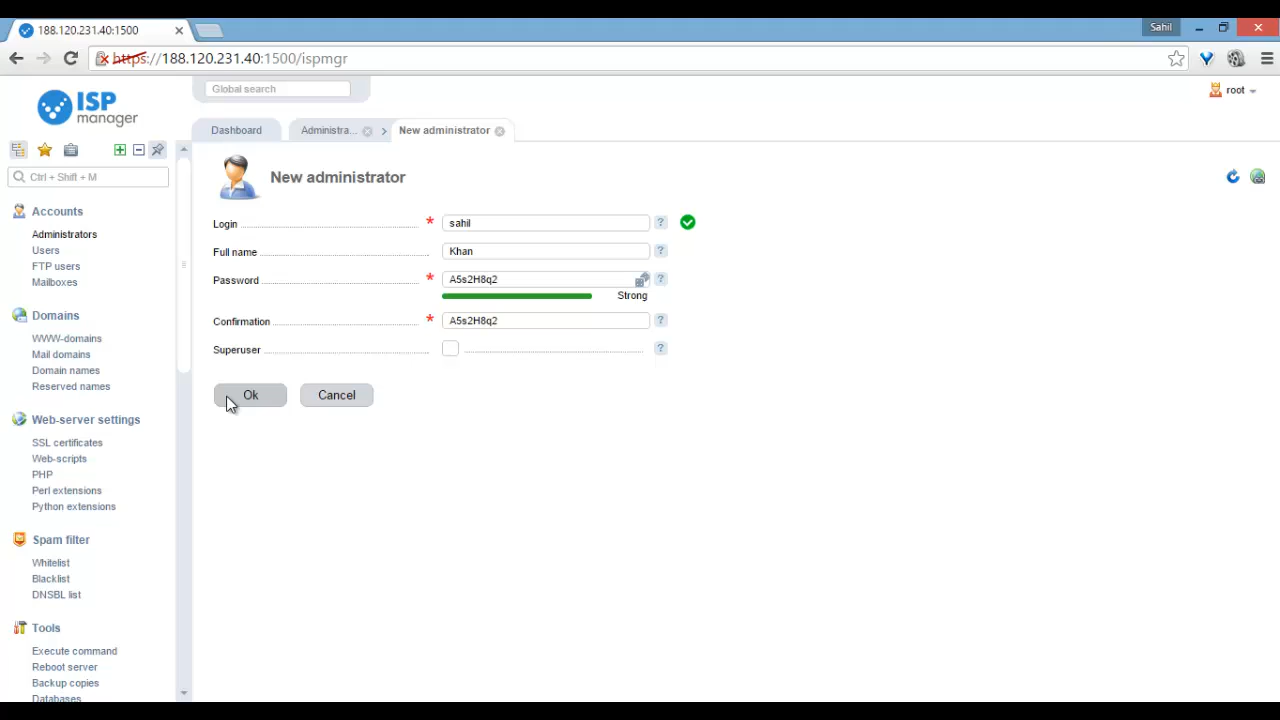 188.120.231.40:1500
Sahil
https://188.120.231.40:1500/ispmgr
ISP
manager
Global search
root
Dashboard
Administra...
New administrator
Ctrl + Shift + M
New administrator
Accounts
Administrators
Users
FTP users
Mailboxes
Domains
WWW-domains
Mail domains
Domain names
Reserved names
Web-server settings
SSL certificates
Web-scripts
PHP
Perl extensions
Python extensions
Spam filter
Whitelist
Blacklist
DNSBL list
Tools
Execute command
Reboot server
Backup copies
Databases
Login * sahil ?
Full name Khan ?
Password * A5s2H8q2 ?
Strong
Confirmation * A5s2H8q2 ?
Superuser ?
Ok Cancel